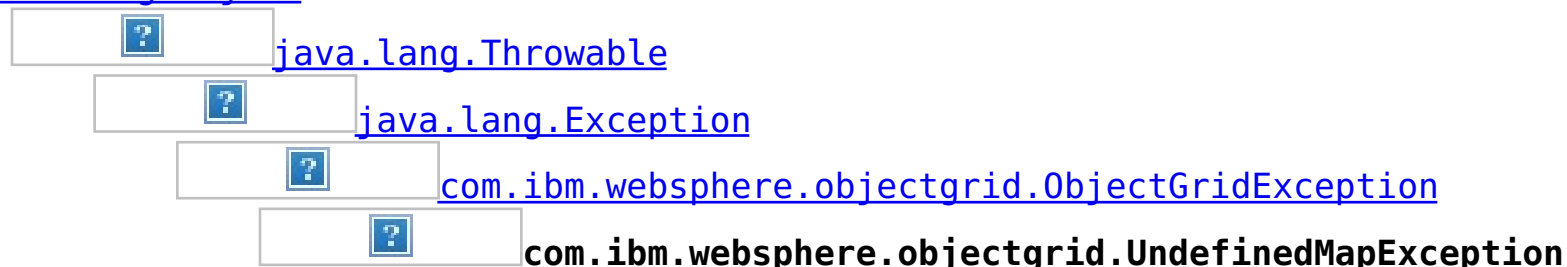 java.lang.Throwable
java.lang.Exception
com.ibm.websphere.objectgrid.ObjectGridException
com.ibm.websphere.objectgrid.UndefinedMapException